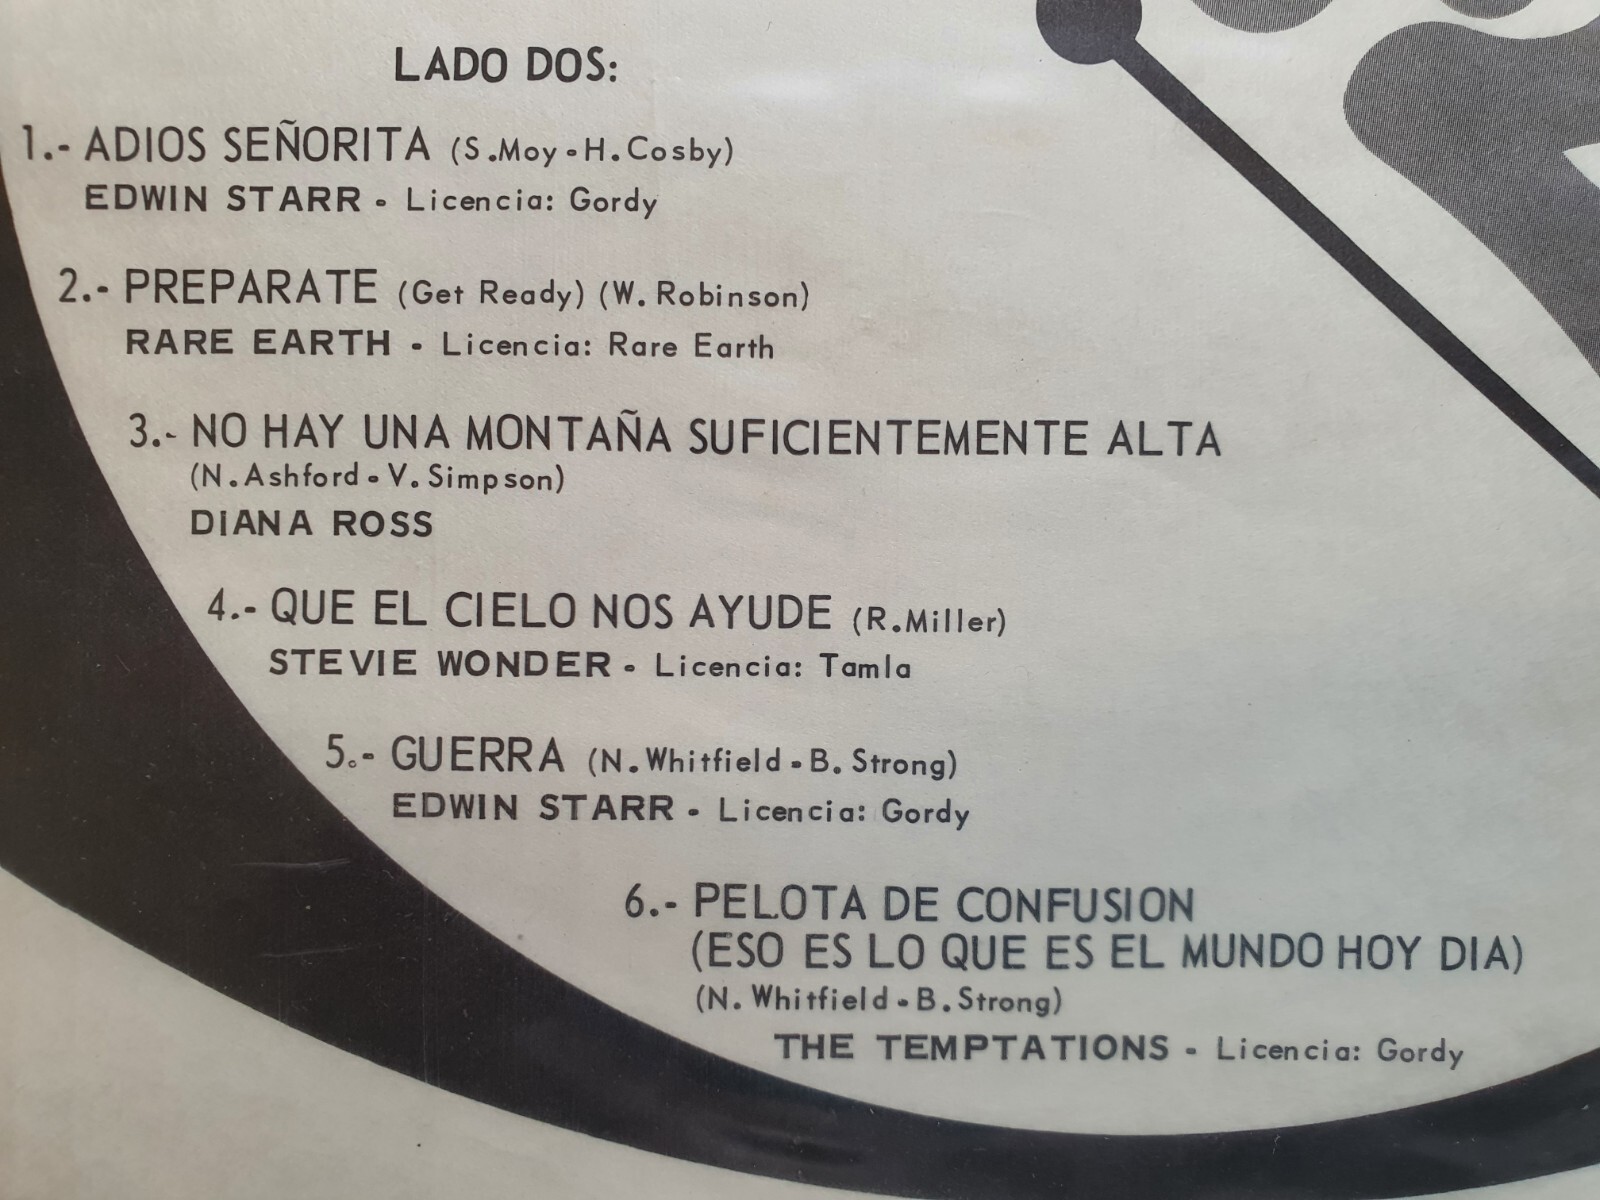 LADO DOS:
1.- ADIOS SEÑORITA (S.Moy-H.Cosby)
EDWIN STARR - Licencia: Gordy
2.- PREPARATE (Get Ready) (W. Robinson)
RARE EARTH - Licencia: Rare Earth
3.- NO HAY UNA MONTAÑA SUFICIENTEMENTE ALTA
(N.Ashford-V.Simpson)
DIANA ROSS
4.- QUE EL CIELO NOS AYUDE (R.Miller)
STEVIE WONDER - Licencia: Tamla
5.- GUERRA (N.Whitfield-B. Strong)
EDWIN STARR - Licencia: Gordy
6.- PELOTA DE CONFUSION
(ESO ES LO QUE ES EL MUNDO HOY DIA)
(N. Whitfield-B.Strong)
THE TEMPTATIONS - Licencia: Gordy